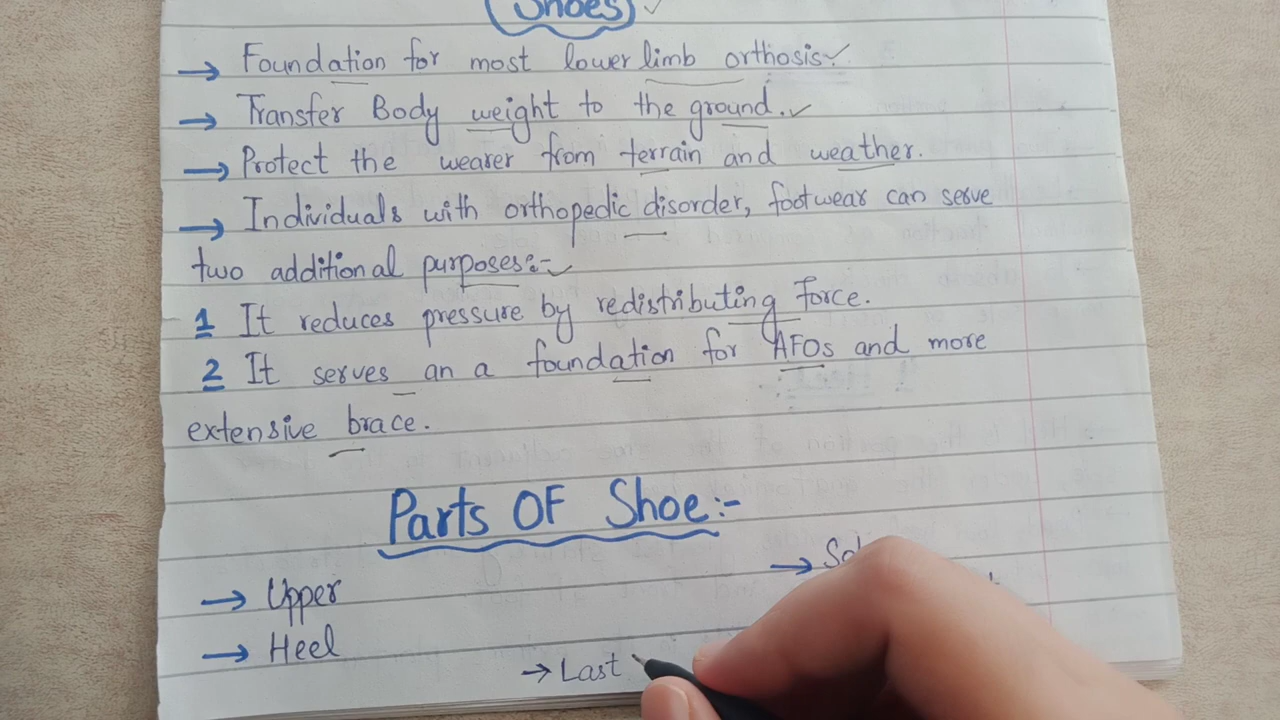 Shoes
→ Foundation for most lower limb orthosis.
→ Transfer Body weight to the ground.
→ Protect the wearer from terrain and weather.
→ Individuals with orthopedic disorder, footwear can serve
two additional purposes:-
1 It reduces pressure by redistributing force.
2 It serves an a foundation for AFOs and more
extensive brace.
Parts OF Shoe:-
→ Upper
→ Heel
→ Last